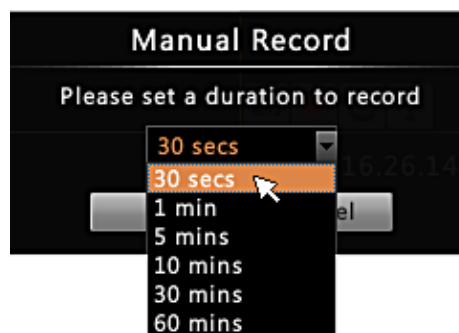 Manual Record
Please set a duration to record
30 secs
30 secs
1 min
5 mins
10 mins
30 mins
60 mins